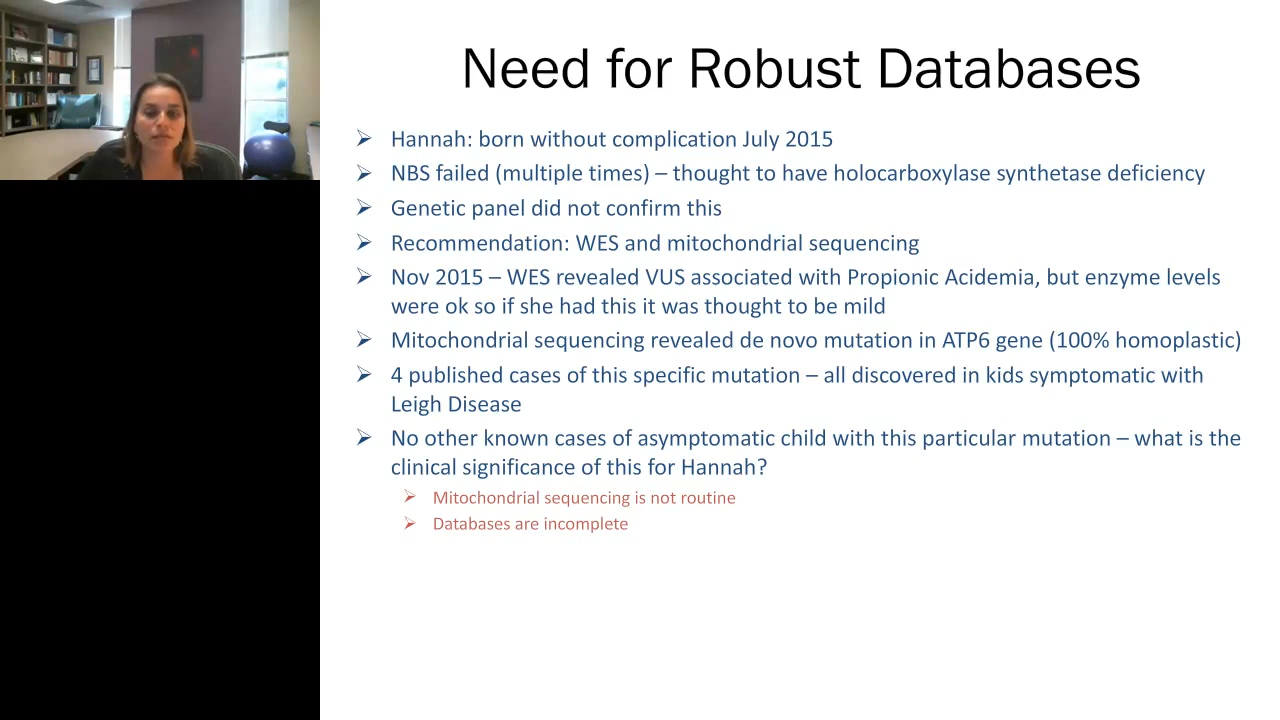 Need for Robust Databases
Hannah: born without complication July 2015
NBS failed (multiple times) – thought to have holocarboxylase synthetase deficiency
Genetic panel did not confirm this
Recommendation: WES and mitochondrial sequencing
Nov 2015 – WES revealed VUS associated with Propionic Acidemia, but enzyme levels
were ok so if she had this it was thought to be mild
Mitochondrial sequencing revealed de novo mutation in ATP6 gene (100% homoplastic)
4 published cases of this specific mutation – all discovered in kids symptomatic with
Leigh Disease
No other known cases of asymptomatic child with this particular mutation – what is the
clinical significance of this for Hannah?
Mitochondrial sequencing is not routine
Databases are incomplete